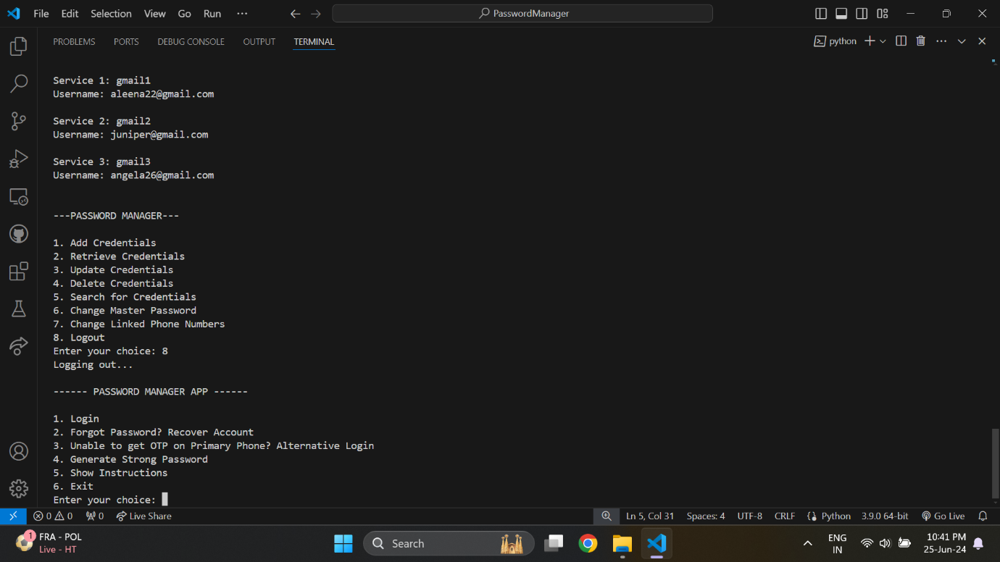 File Edit Selection View Go Run ··· PasswordManager
PROBLEMS PORTS DEBUG CONSOLE OUTPUT TERMINAL python
Service 1: gmail1
Username: aleena22@gmail.com
Service 2: gmail2
Username: juniper@gmail.com
Service 3: gmail3
Username: angela26@gmail.com
---PASSWORD MANAGER---
1. Add Credentials
2. Retrieve Credentials
3. Update Credentials
4. Delete Credentials
5. Search for Credentials
6. Change Master Password
7. Change Linked Phone Numbers
8. Logout
Enter your choice: 8
Logging out...
------ PASSWORD MANAGER APP ------
1. Login
2. Forgot Password? Recover Account
3. Unable to get OTP on Primary Phone? Alternative Login
4. Generate Strong Password
5. Show Instructions
6. Exit
Enter your choice:
0 0 0 Live Share Ln 5, Col 31 Spaces: 4 UTF-8 CRLF Python 3.9.0 64-bit Go Live
1 FRA - POL
Live - HT
Search
ENG
IN
10:41 PM
25-Jun-24